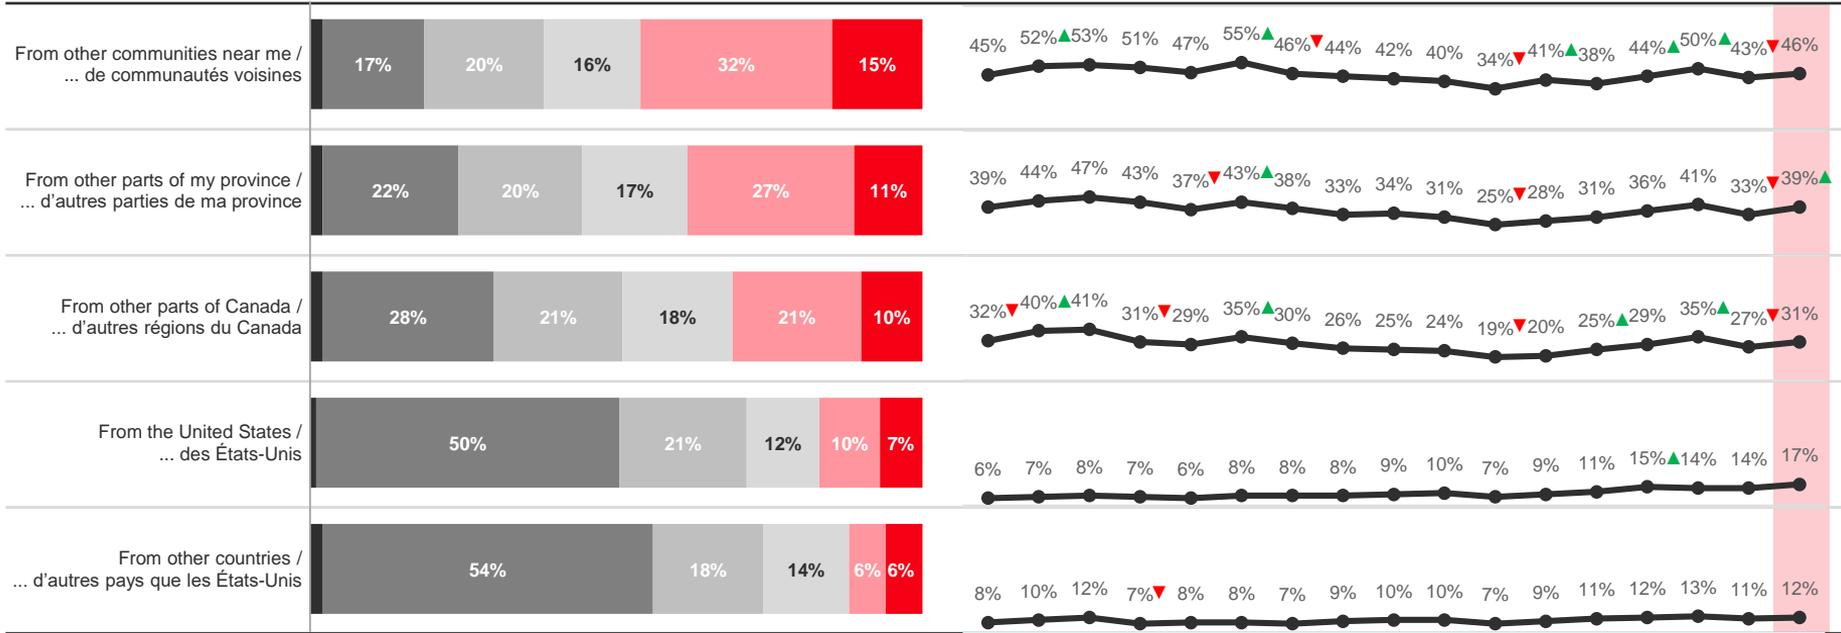 From other communities near me /
... de communautés voisines
17% 20% 16% 32% 15%
45% 52% 53% 51% 47% 55% 46% 44% 42% 40% 34% 41% 38% 44% 50% 43% 46%
From other parts of my province /
... d’autres parties de ma province
22% 20% 17% 27% 11%
39% 44% 47% 43% 37% 43% 38% 33% 34% 31% 25% 28% 31% 36% 41% 33% 39%
From other parts of Canada /
... d’autres régions du Canada
28% 21% 18% 21% 10%
32% 40% 41% 31% 29% 35% 30% 26% 25% 24% 19% 20% 25% 29% 35% 27% 31%
From the United States /
... des États-Unis
50% 21% 12% 10% 7%
6% 7% 8% 7% 6% 8% 8% 8% 9% 10% 7% 9% 11% 15% 14% 14% 17%
From other countries /
... d’autres pays que les États-Unis
54% 18% 14% 6% 6%
8% 10% 12% 7% 8% 8% 7% 9% 10% 10% 7% 9% 11% 12% 13% 11% 12%